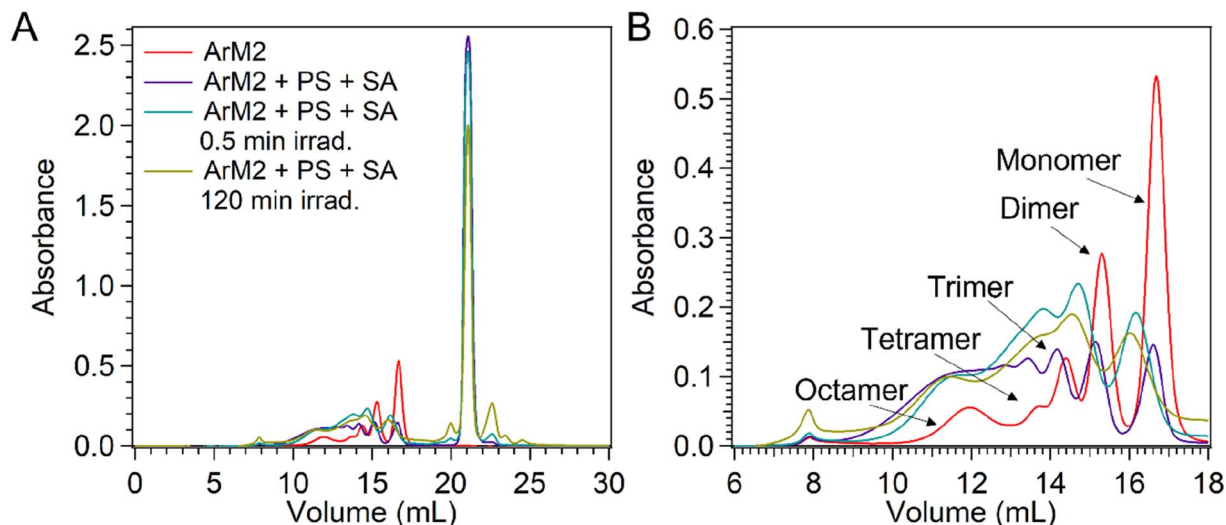 A
Absorbance
2.5
2.0
1.5
1.0
0.5
0.0
ArM2
ArM2 + PS + SA
ArM2 + PS + SA
0.5 min irrad.
ArM2 + PS + SA
120 min irrad.
0 5 10 15 20 25 30
Volume (mL)
B
Absorbance
0.6
0.5
0.4
0.3
0.2
0.1
0.0
Monomer
Dimer
Trimer
Tetramer
Octamer
6 8 10 12 14 16 18
Volume (mL)